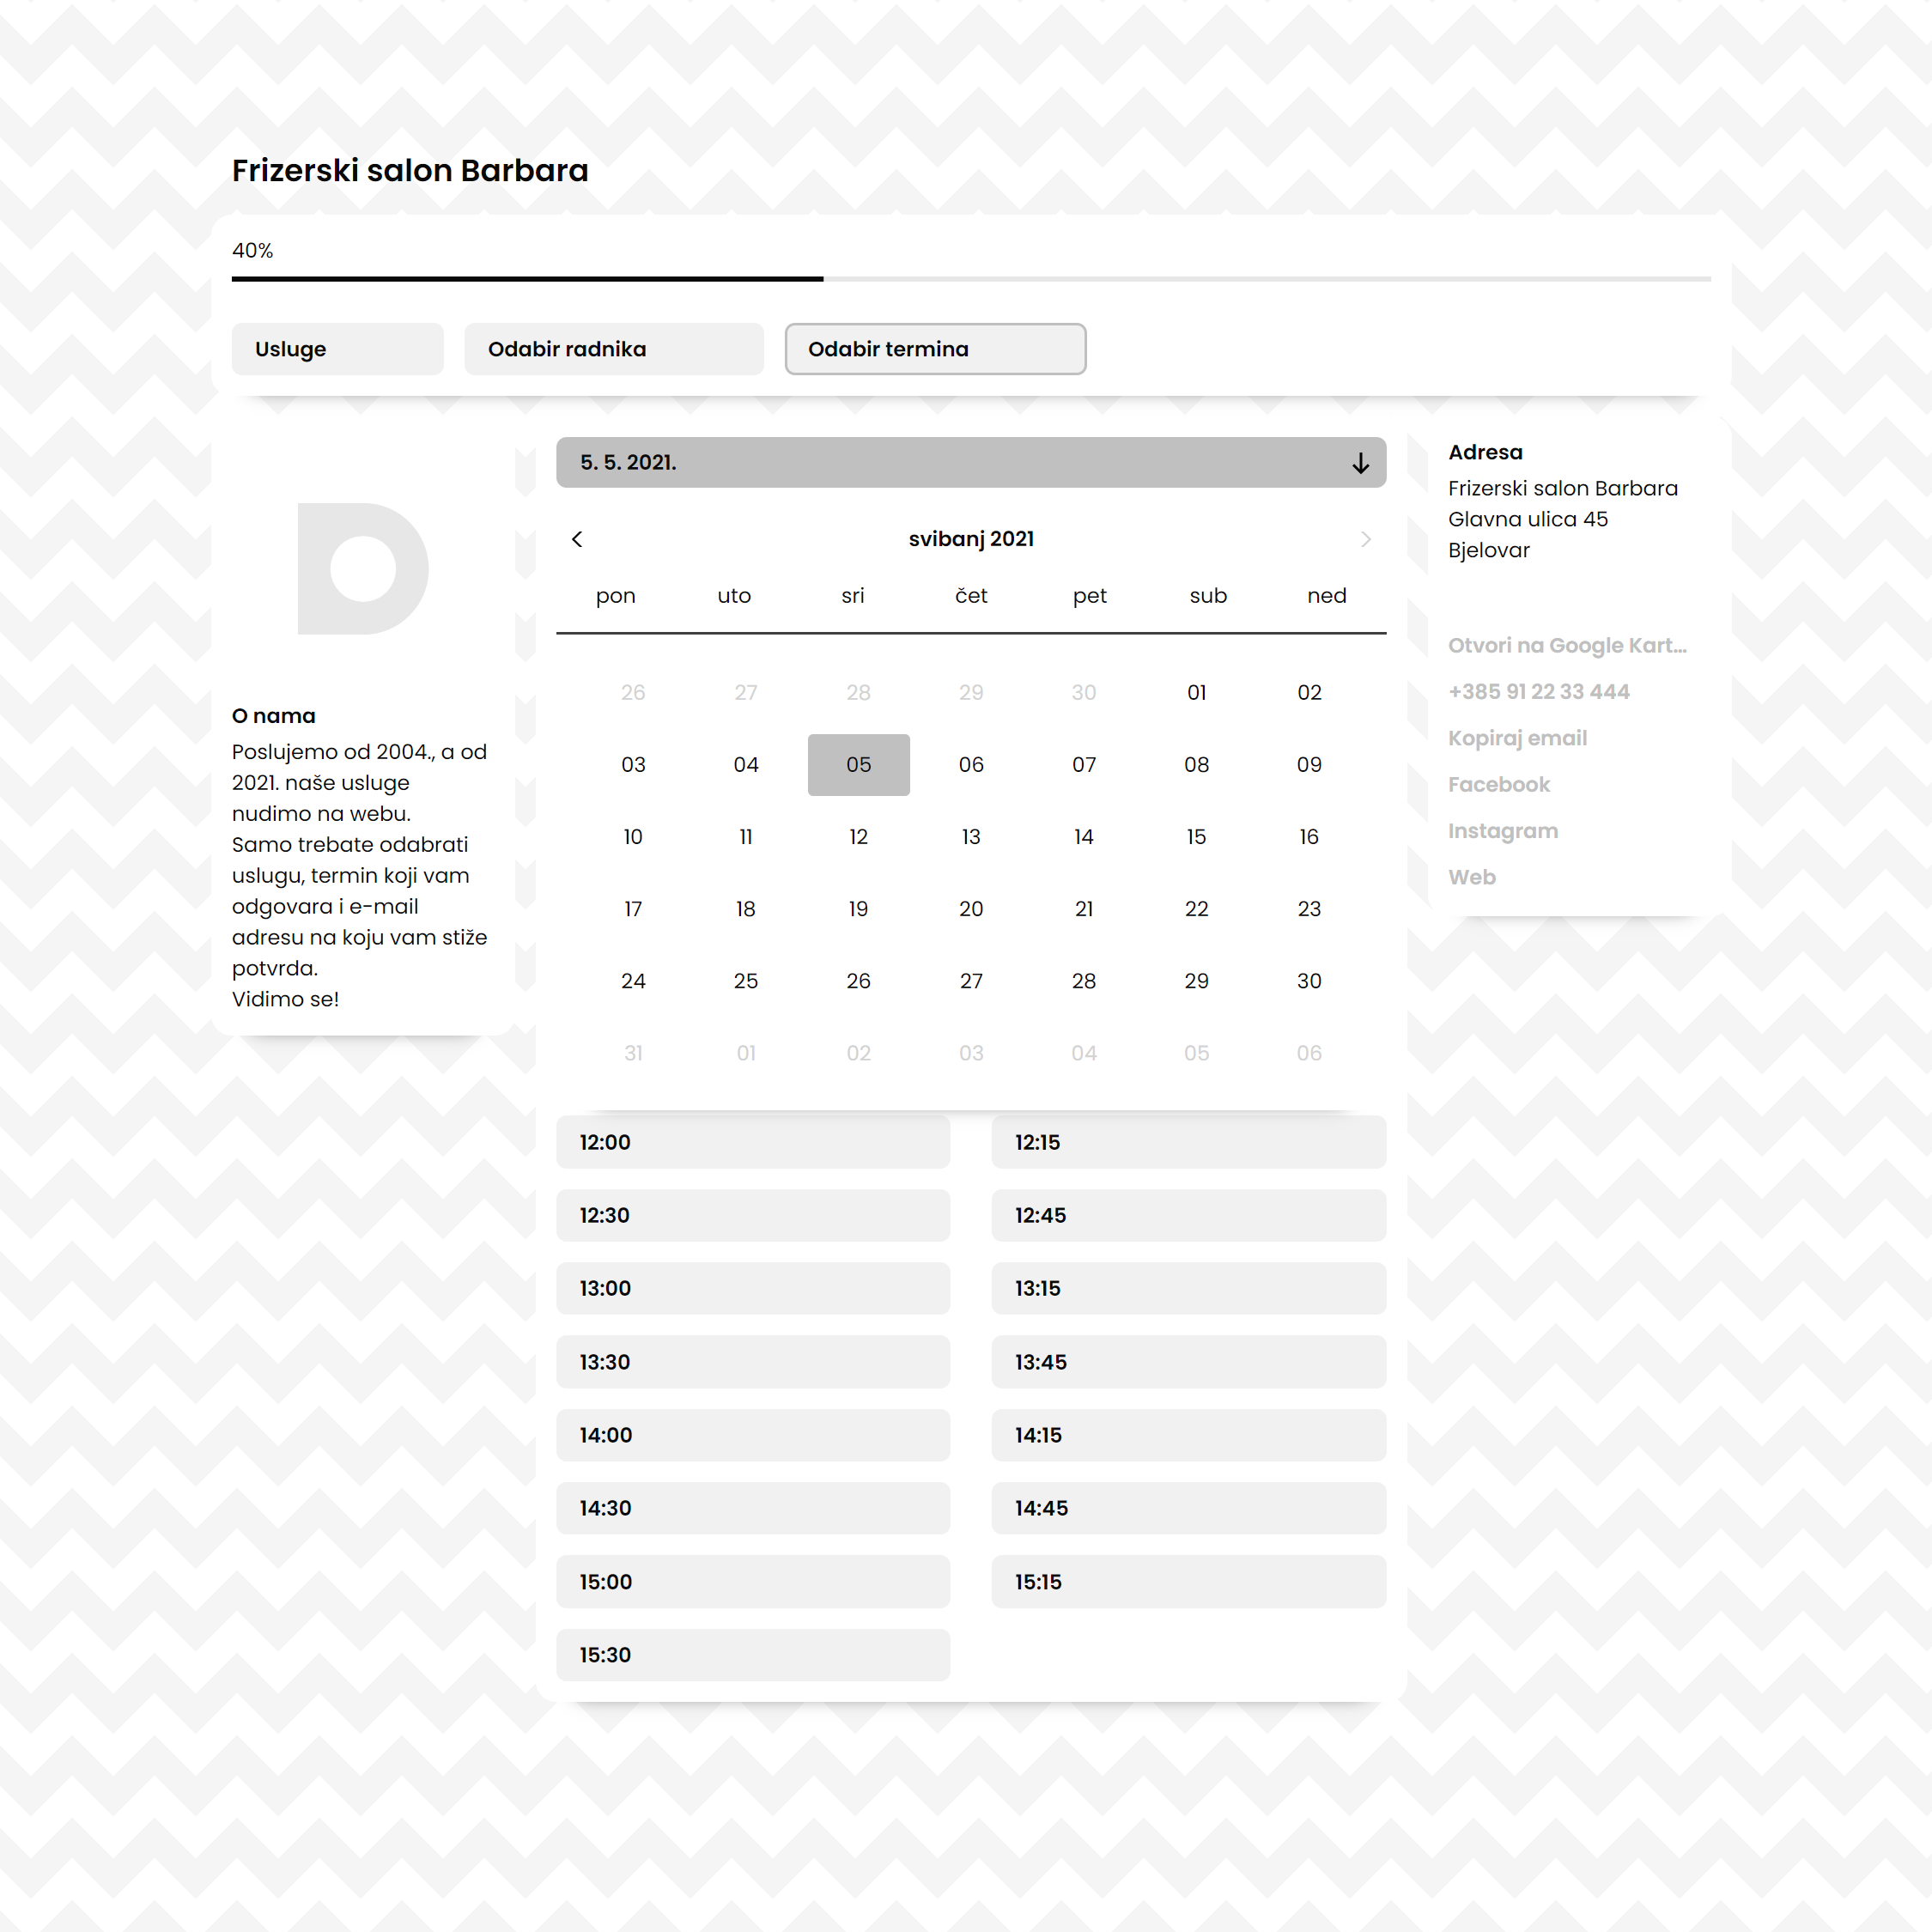 Frizerski salon Barbara
40%
Usluge
Odabir radnika
Odabir termina
O nama
Poslujemo od 2004., a od
2021. naše usluge
nudimo na webu.
Samo trebate odabrati
uslugu, termin koji vam
odgovara i e-mail
adresu na koju vam stiže
potvrda.
Vidimo se!
5. 5. 2021.
svibanj 2021
pon uto sri čet pet sub ned
26 27 28 29 30 01 02
03 04 05 06 07 08 09
10 11 12 13 14 15 16
17 18 19 20 21 22 23
24 25 26 27 28 29 30
31 01 02 03 04 05 06
12:00 12:15
12:30 12:45
13:00 13:15
13:30 13:45
14:00 14:15
14:30 14:45
15:00 15:15
15:30
Adresa
Frizerski salon Barbara
Glavna ulica 45
Bjelovar
Otvori na Google Kart...
+385 91 22 33 444
Kopiraj email
Facebook
Instagram
Web